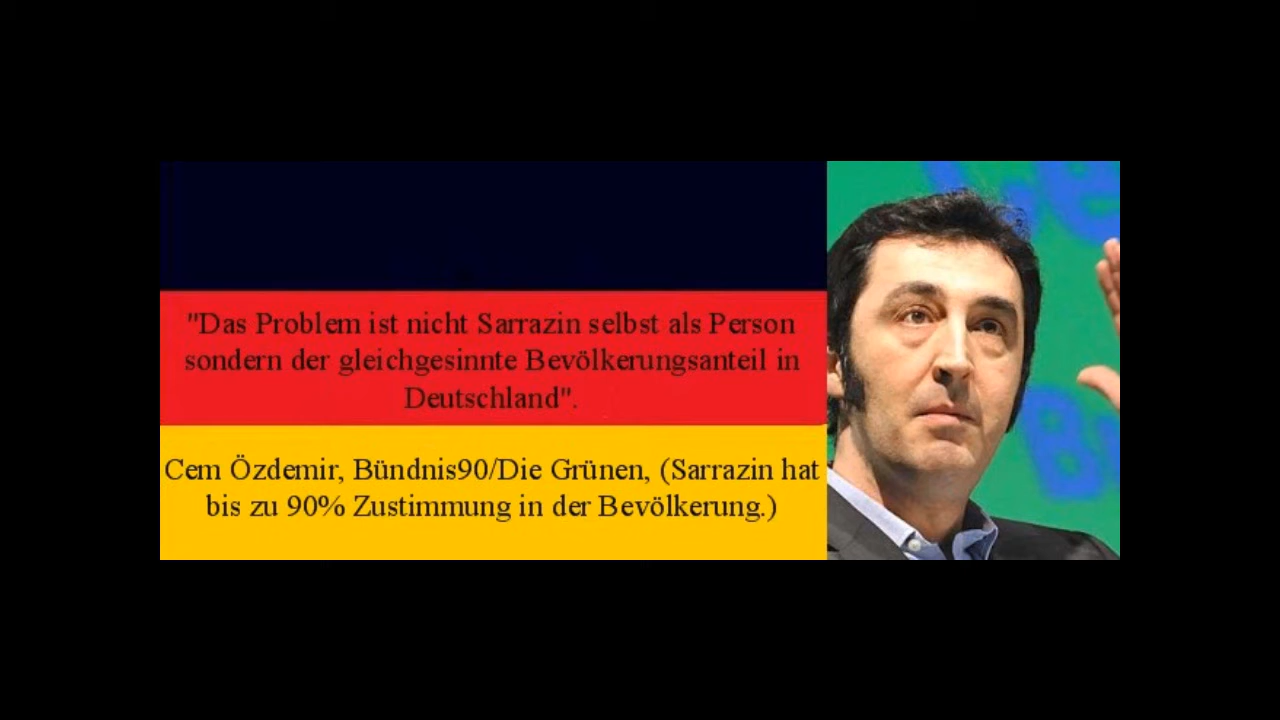 "Das Problem ist nicht Sarrazin selbst als Person
sondern der gleichgesinnte Bevölkerungsanteil in
Deutschland".
Cem Özdemir, Bündnis90/Die Grünen, (Sarrazin hat
bis zu 90% Zustimmung in der Bevölkerung.)